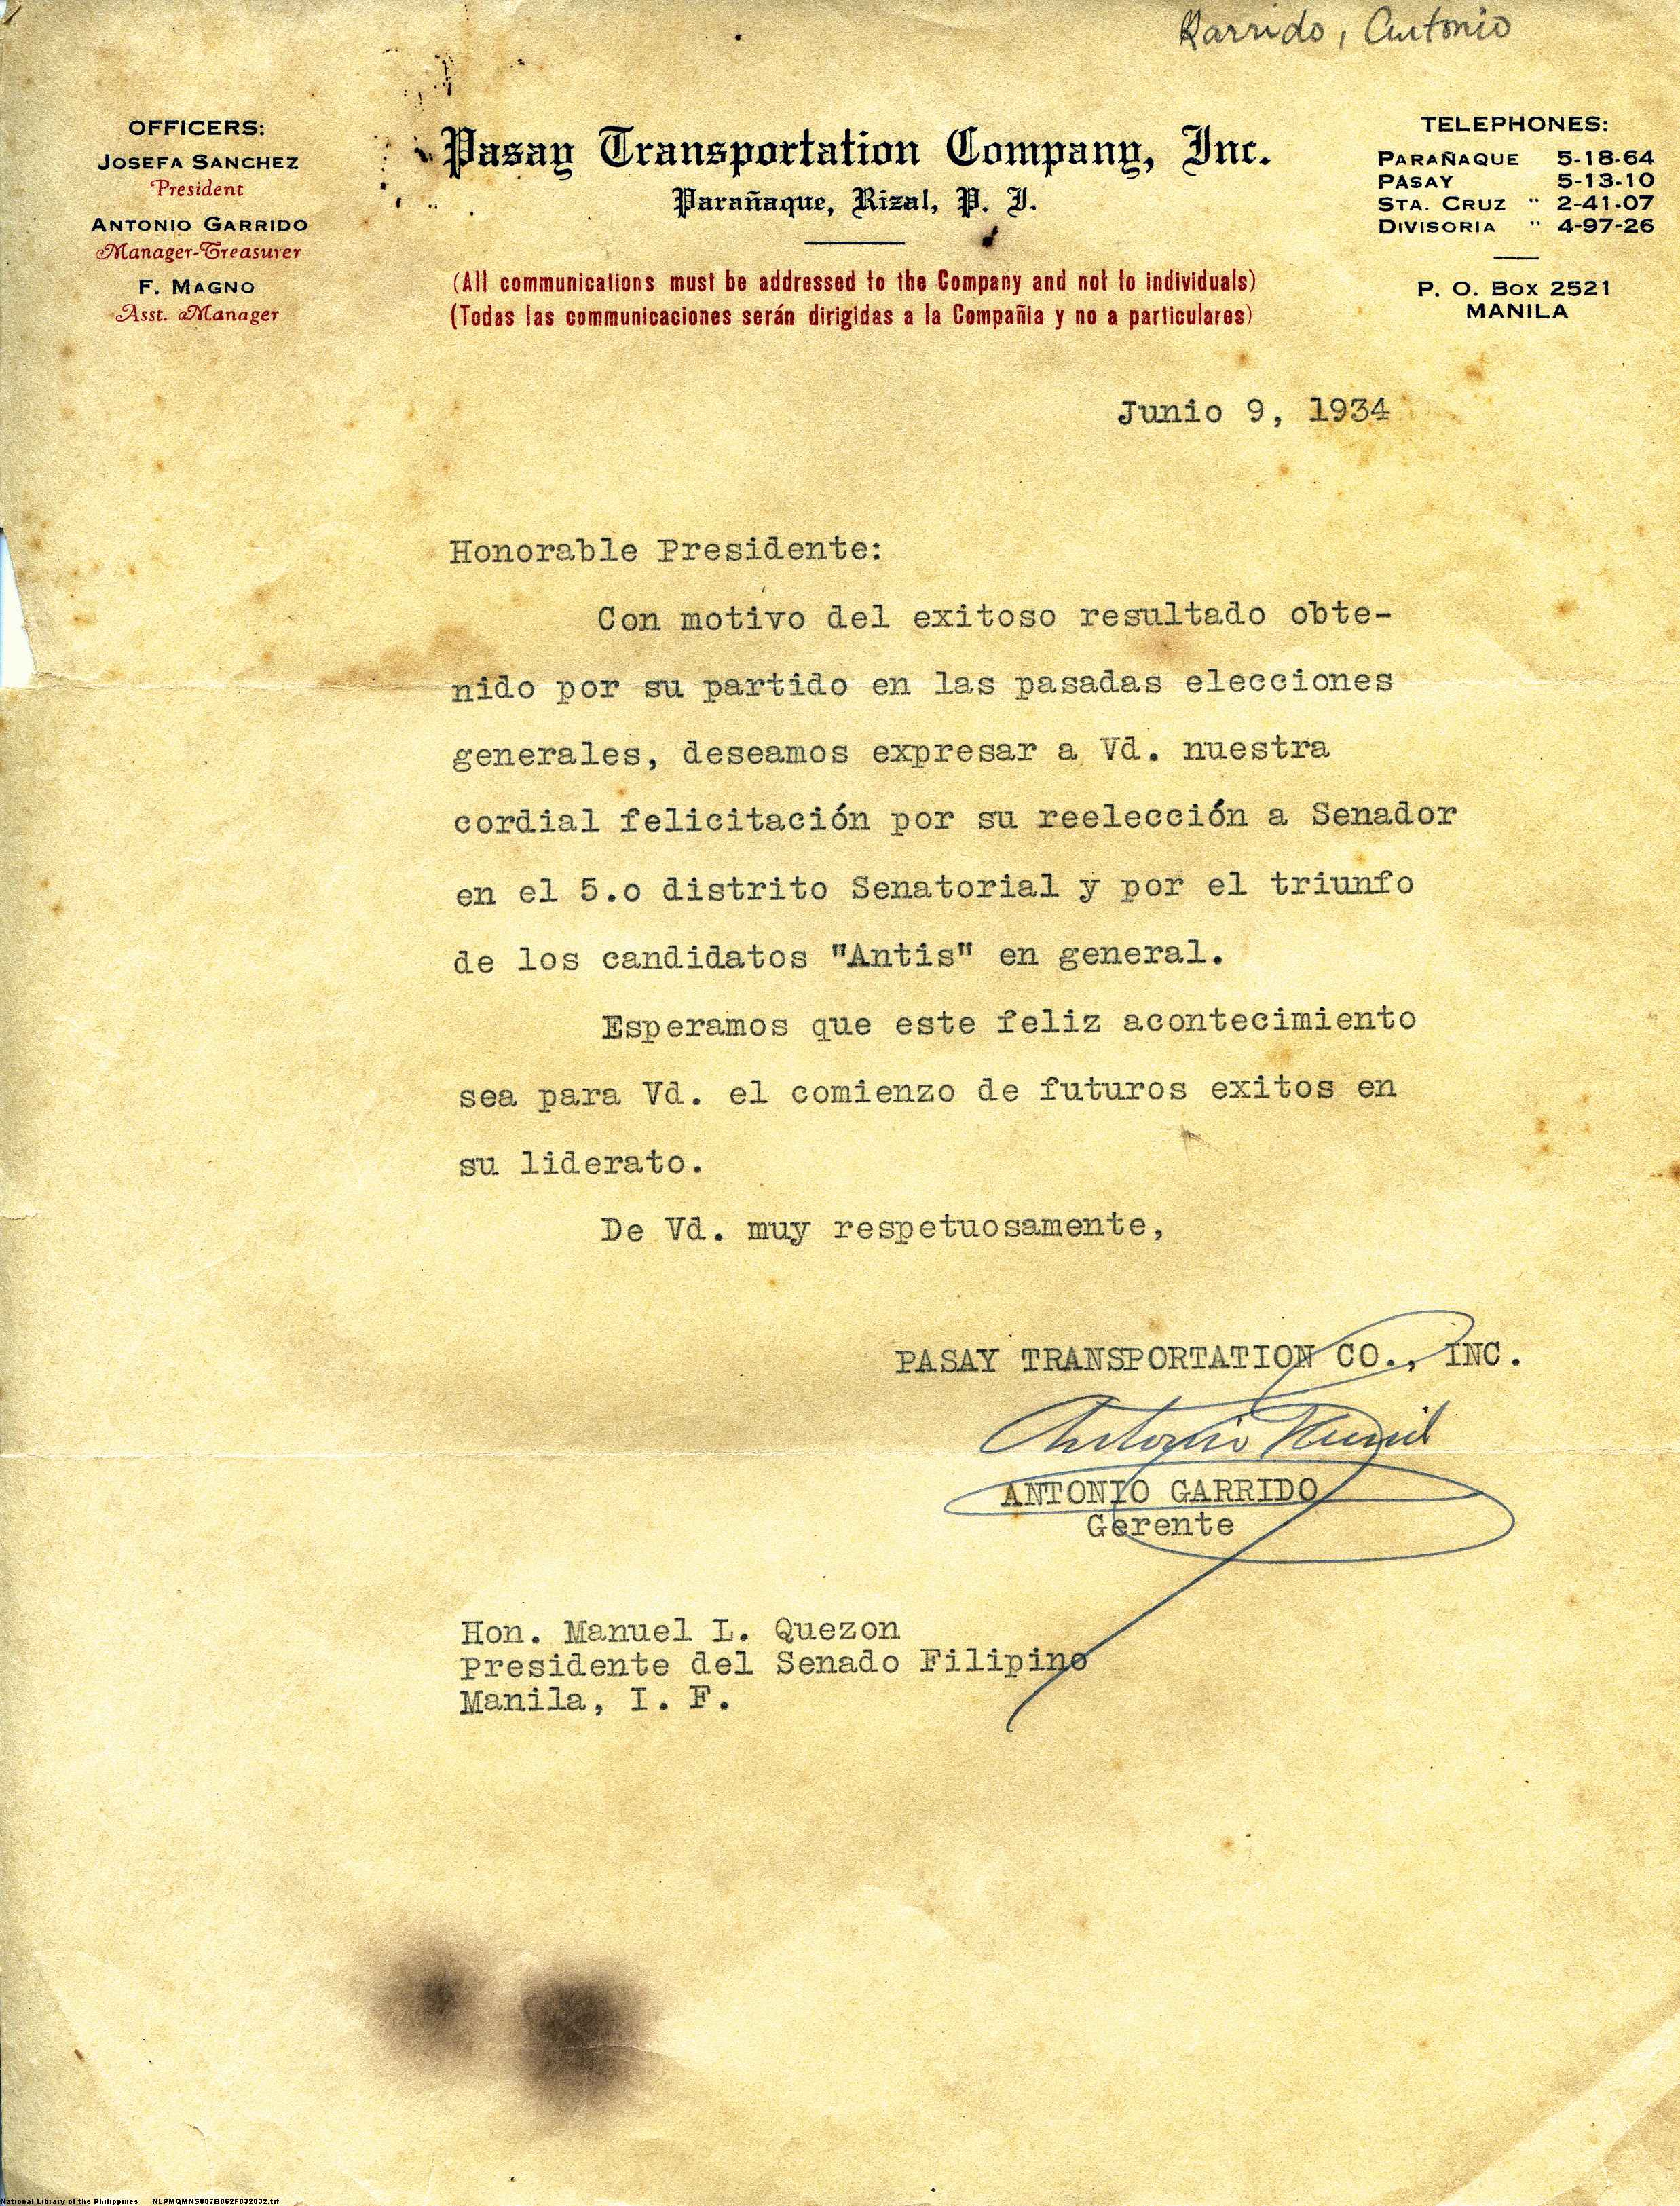 Garrido, Antonio
OFFICERS:
JOSEFA SANCHEZ
President
ANTONIO GARRIDO
Manager-Treasurer
F. MAGNO
Asst. Manager
Pasay Transportation Company, Inc.
Parañaque, Rizal, P. I.
(All communications must be addressed to the Company and not to individuals)
(Todas las communicaciones serán dirigidas a la Compañia y no a particulares)
TELEPHONES:
PARAÑAQUE 5-18-64
PASAY 5-13-10
STA. CRUZ " 2-41-07
DIVISORIA " 4-97-26
P. O. BOX 2521
MANILA
Junio 9, 1934
Honorable Presidente:
Con motivo del exitoso resultado obte-
nido por su partido en las pasadas elecciones
generales, deseamos expresar a Vd. nuestra
cordial felicitación por su reelección a Senador
en el 5.o distrito Senatorial y por el triunfo
de los candidatos "Antis" en general.
Esperamos que este feliz acontecimiento
sea para Vd. el comienzo de futuros exitos en
su liderato.
De Vd. muy respetuosamente,
PASAY TRANSPORTATION CO., INC.
Antonio Garrido
ANTONIO GARRIDO
Gerente
Hon. Manuel L. Quezon
Presidente del Senado Filipino
Manila, I. F.
National Library of the Philippines NLPMQMNS007B062F032032.tif